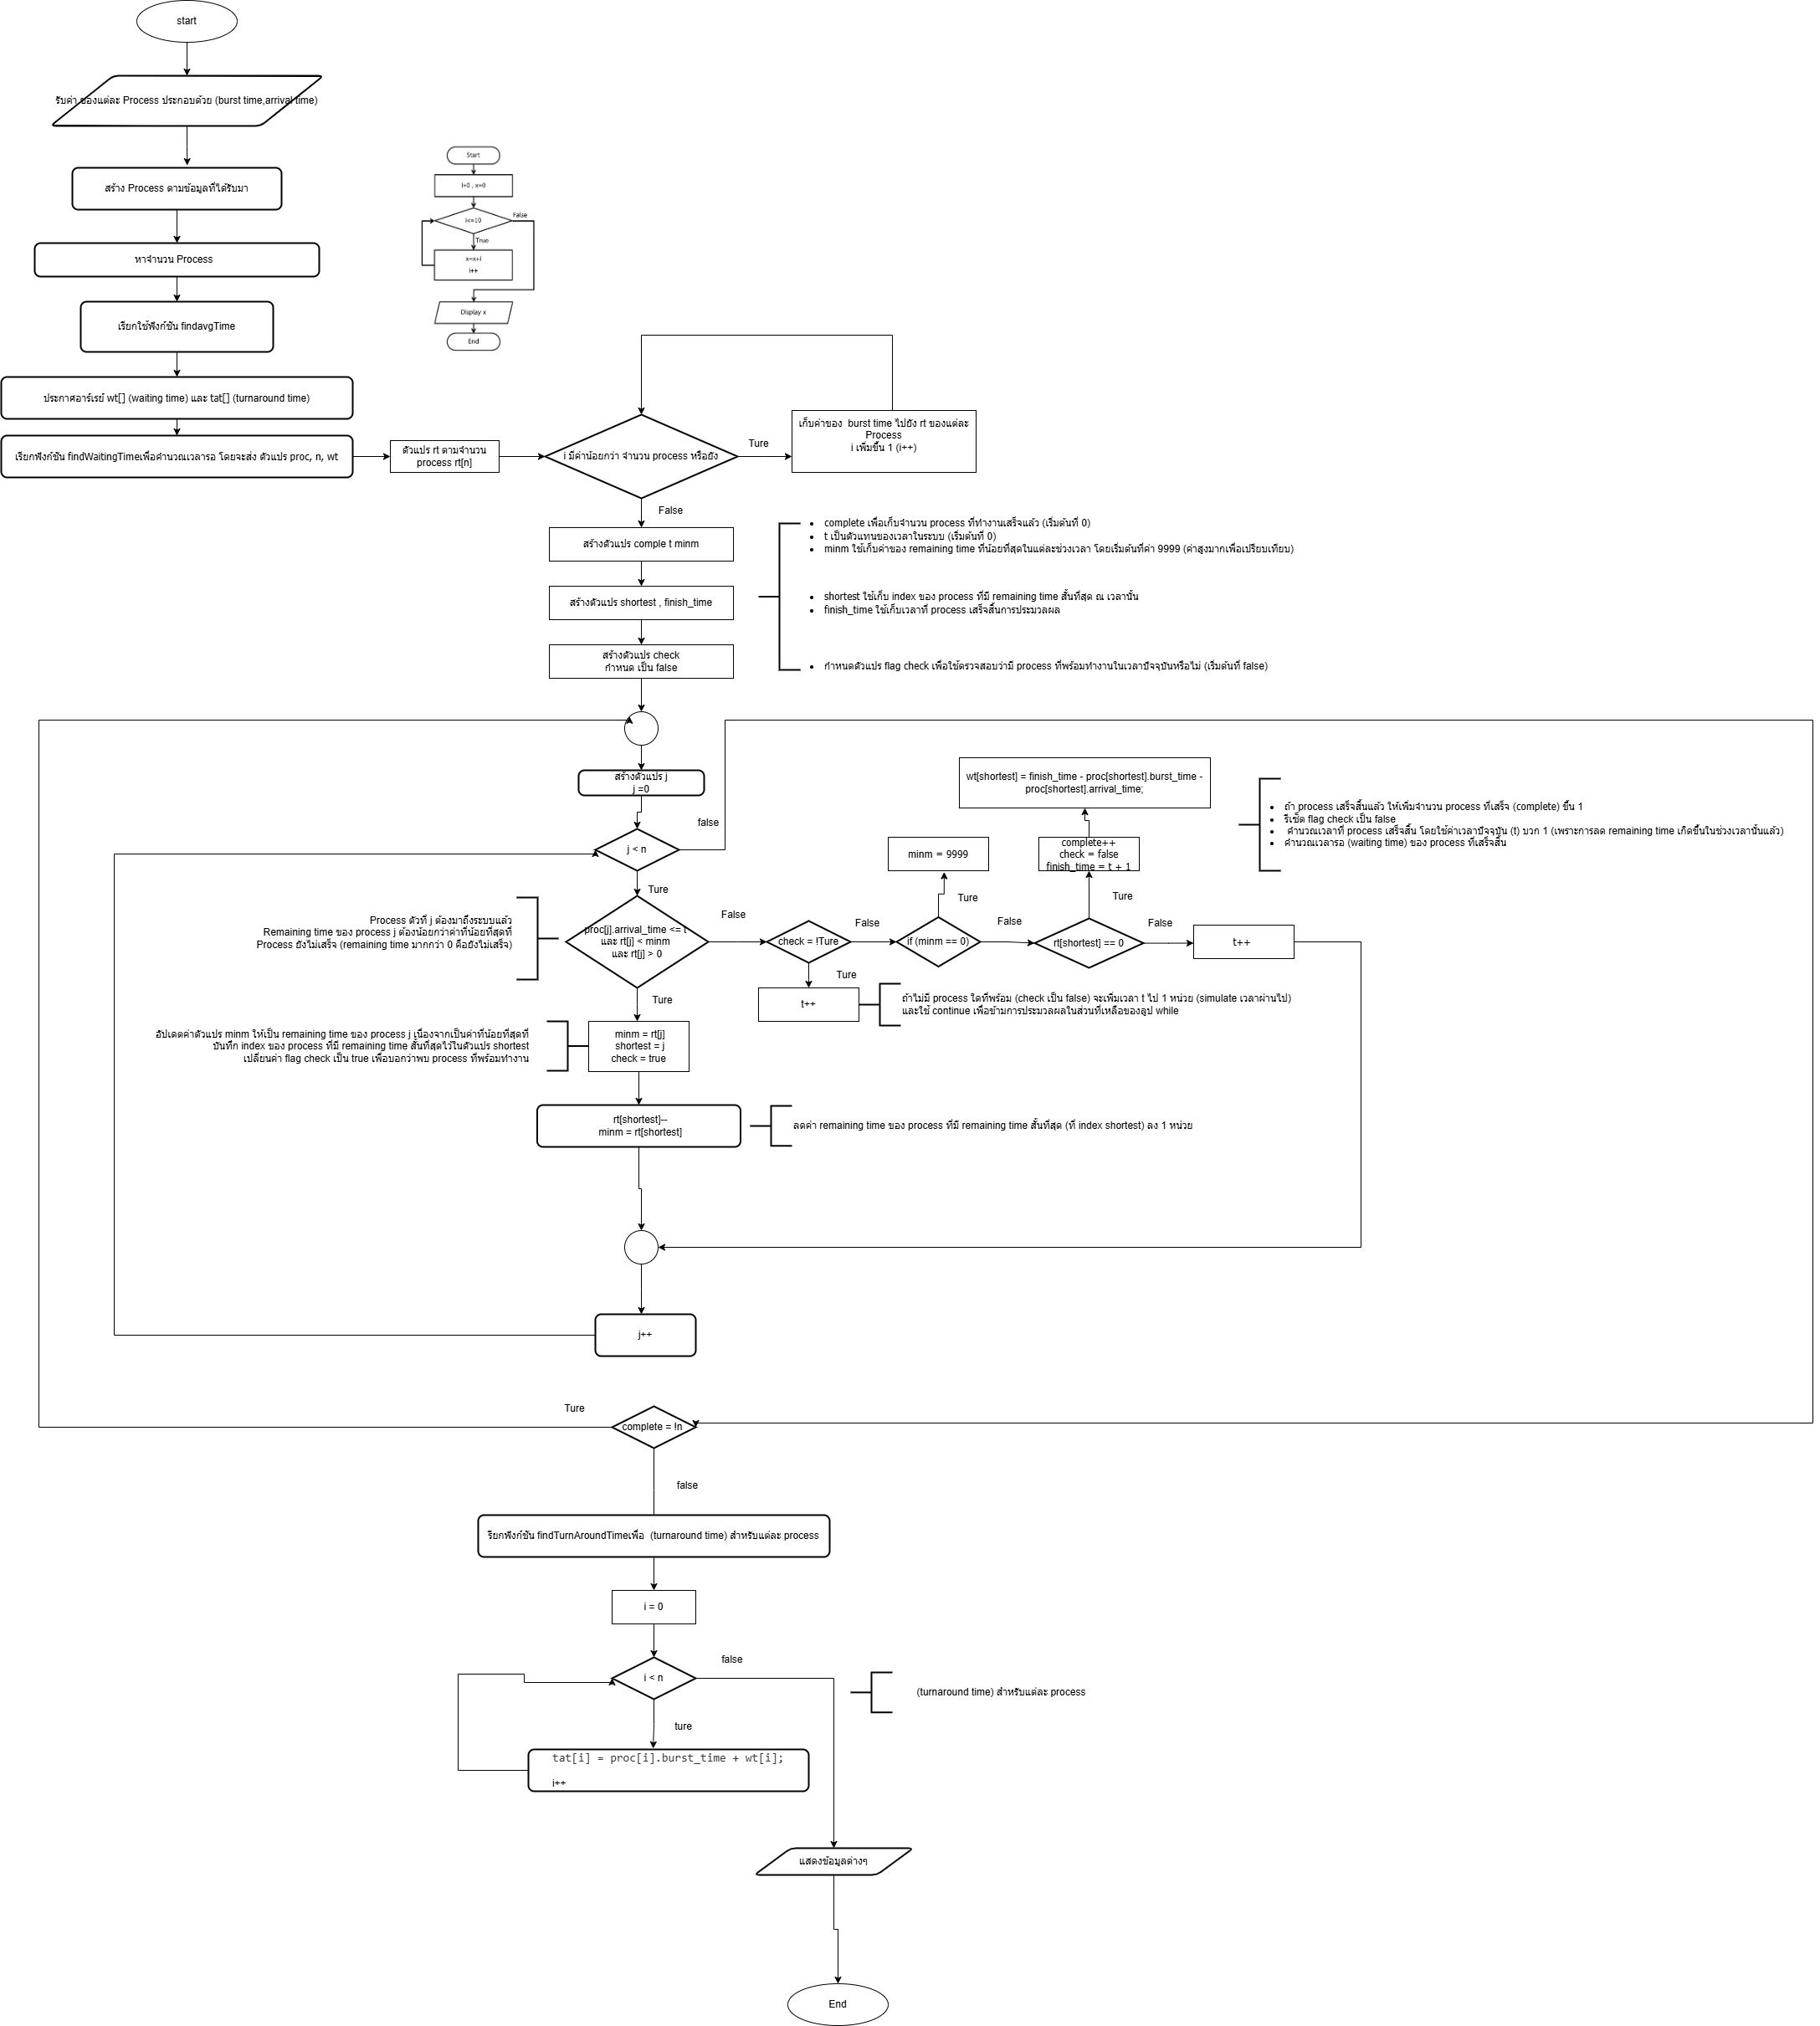 start
รับค่า ของแต่ละ Process ประกอบด้วย (burst time,arrival time)
สร้าง Process ตามข้อมูลที่ได้รับมา
หาจำนวน Process
เรียกใช้ฟังก์ชัน findavgTime
ประกาศอาร์เรย์ wt[] (waiting time) และ tat[] (turnaround time)
เรียกฟังก์ชัน findWaitingTimeเพื่อคำนวณเวลารอ โดยจะส่ง ตัวแปร proc, n, wt
Start
i=0 , x=0
i<=10
False
True
x=x+i
i++
Display x
End
ตัวแปร rt ตามจำนวน
process rt[n]
i มีค่าน้อยกว่า จำนวน process หรือยัง
Ture
เก็บค่าของ burst time ไปยัง rt ของแต่ละ
Process
i เพิ่มขึ้น 1 (i++)
False
สร้างตัวแปร comple t minm
สร้างตัวแปร shortest , finish_time
สร้างตัวแปร check
กำหนด เป็น false
• complete เพื่อเก็บจำนวน process ที่ทำงานเสร็จแล้ว (เริ่มต้นที่ 0)
• t เป็นตัวแทนของเวลาในระบบ (เริ่มต้นที่ 0)
• minm ใช้เก็บค่าของ remaining time ที่น้อยที่สุดในแต่ละช่วงเวลา โดยเริ่มต้นที่ค่า 9999 (ค่าสูงมากเพื่อเปรียบเทียบ)
• shortest ใช้เก็บ index ของ process ที่มี remaining time สั้นที่สุด ณ เวลานั้น
• finish_time ใช้เก็บเวลาที่ process เสร็จสิ้นการประมวลผล
• กำหนดตัวแปร flag check เพื่อใช้ตรวจสอบว่ามี process ที่พร้อมทำงานในเวลาปัจจุบันหรือไม่ (เริ่มต้นที่ false)
สร้างตัวแปร j
j =0
j < n
false
Ture
Process ตัวที่ j ต้องมาถึงระบบแล้ว
Remaining time ของ process j ต้องน้อยกว่าค่าที่น้อยที่สุดที่
Process ยังไม่เสร็จ (remaining time มากกว่า 0 คือยังไม่เสร็จ)
proc[j].arrival_time <= t
และ rt[j] < minm
และ rt[j] > 0
False
check = !Ture
False
if (minm == 0)
False
rt[shortest] == 0
False
t++
Ture
minm = 9999
Ture
complete++
check = false
finish_time = t + 1
wt[shortest] = finish_time - proc[shortest].burst_time -
proc[shortest].arrival_time;
• ถ้า process เสร็จสิ้นแล้ว ให้เพิ่มจำนวน process ที่เสร็จ (complete) ขึ้น 1
• รีเซ็ต flag check เป็น false
• คำนวณเวลาที่ process เสร็จสิ้น โดยใช้ค่าเวลาปัจจุบัน (t) บวก 1 (เพราะการลด remaining time เกิดขึ้นในช่วงเวลานั้นแล้ว)
• คำนวณเวลารอ (waiting time) ของ process ที่เสร็จสิ้น
Ture
t++
ถ้าไม่มี process ใดที่พร้อม (check เป็น false) จะเพิ่มเวลา t ไป 1 หน่วย (simulate เวลาผ่านไป)
และใช้ continue เพื่อข้ามการประมวลผลในส่วนที่เหลือของลูป while
Ture
อัปเดตค่าตัวแปร minm ให้เป็น remaining time ของ process j เนื่องจากเป็นค่าที่น้อยที่สุดที่
บันทึก index ของ process ที่มี remaining time สั้นที่สุดไว้ในตัวแปร shortest
เปลี่ยนค่า flag check เป็น true เพื่อบอกว่าพบ process ที่พร้อมทำงาน
minm = rt[j]
shortest = j
check = true
rt[shortest]--
minm = rt[shortest]
ลดค่า remaining time ของ process ที่มี remaining time สั้นที่สุด (ที่ index shortest) ลง 1 หน่วย
j++
Ture
complete = !n
false
รียกฟังก์ชัน findTurnAroundTimeเพื่อ (turnaround time) สำหรับแต่ละ process
i = 0
i < n
false
(turnaround time) สำหรับแต่ละ process
ture
tat[i] = proc[i].burst_time + wt[i];
i++
แสดงข้อมูลต่างๆ
End